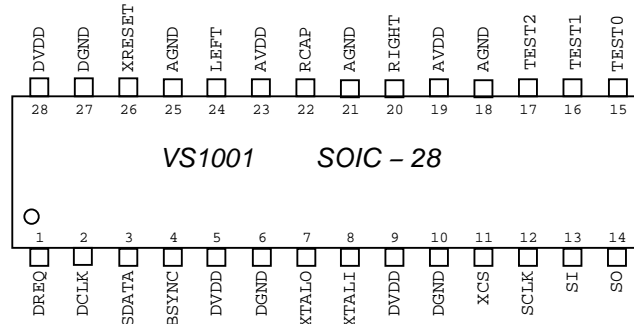 DVDD DGND XRESET AGND LEFT AVDD RCAP AGND RIGHT AVDD AGND TEST2 TEST1 TEST0
28 27 26 25 24 23 22 21 20 19 18 17 16 15
VS1001 SOIC – 28
1 2 3 4 5 6 7 8 9 10 11 12 13 14
DREQ DCLK SDATA BSYNC DVDD DGND XTALO XTALI DVDD DGND XCS SCLK SI SO